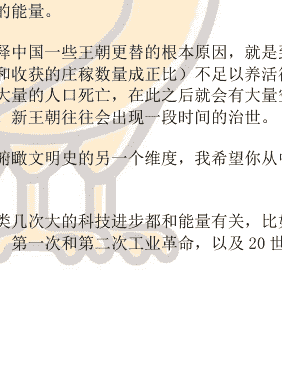 的能量。
释中国一些王朝更替的根本原因，就是到
和收获的庄稼数量成正比）不足以养活往
大量的人口死亡，在此之后就会有大量空
新王朝往往会出现一段时间的治世。
俯瞰文明史的另一个维度，我希望你从中
类几次大的科技进步都和能量有关，比如
第一次和第二次工业革命，以及 20 世